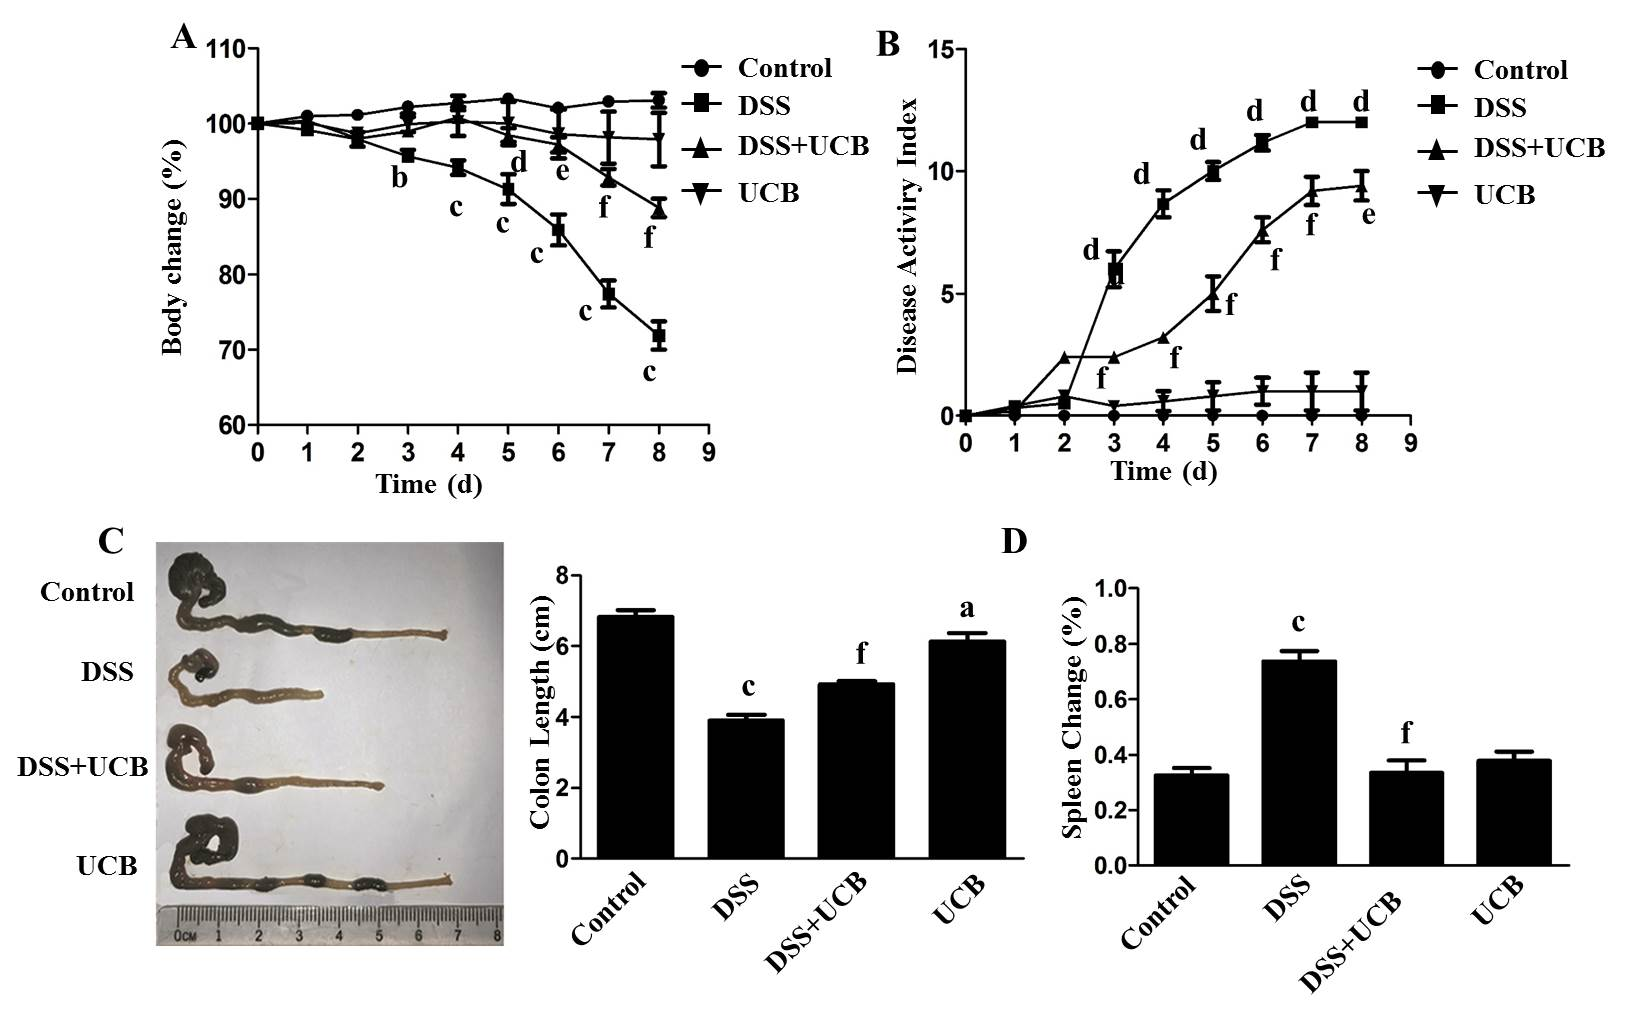 A
110
100
90
80
70
60
Body change (%)
0 1 2 3 4 5 6 7 8 9
Time (d)
b
c
c
c
c
c
d
e
f
f
Control
DSS
DSS+UCB
UCB
B
15
10
5
0
Disease Activiry Index
0 1 2 3 4 5 6 7 8 9
Time (d)
d
d
d
d
d
d
f
f
f
f
f
e
Control
DSS
DSS+UCB
UCB
C
Control
DSS
DSS+UCB
UCB
0CM 1 2 3 4 5 6 7 8
8
6
4
2
0
Colon Length (cm)
c
f
a
Control
DSS
DSS+UCB
UCB
D
1.0
0.8
0.6
0.4
0.2
0.0
Spleen Change (%)
c
f
Control
DSS
DSS+UCB
UCB